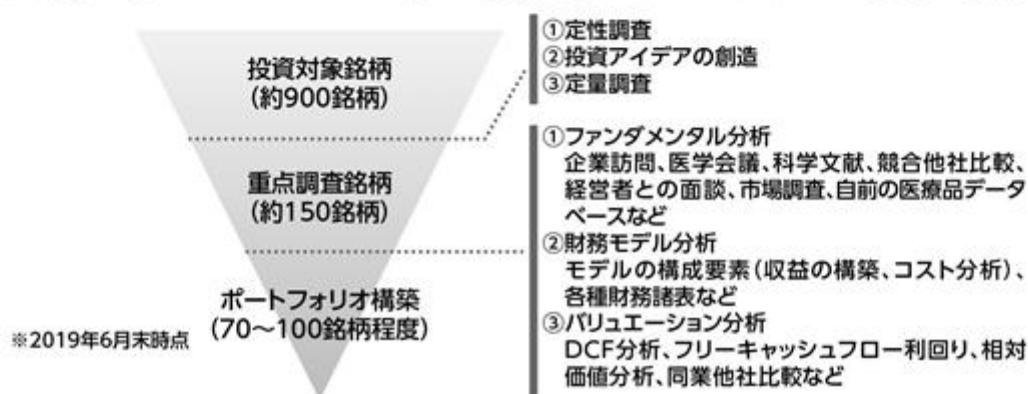 投資対象銘柄
(約900銘柄)
重点調査銘柄
(約150銘柄)
ポートフォリオ構築
(70～100銘柄程度)
※2019年6月末時点
①定性調査
②投資アイデアの創造
③定量調査
①ファンダメンタル分析
企業訪問、医学会議、科学文献、競合他社比較、
経営者との面談、市場調査、自前の医療品データ
ベースなど
②財務モデル分析
モデルの構成要素(収益の構築、コスト分析)、
各種財務諸表など
③バリュエーション分析
DCF分析、フリーキャッシュフロー利回り、相対
価値分析、同業他社比較など